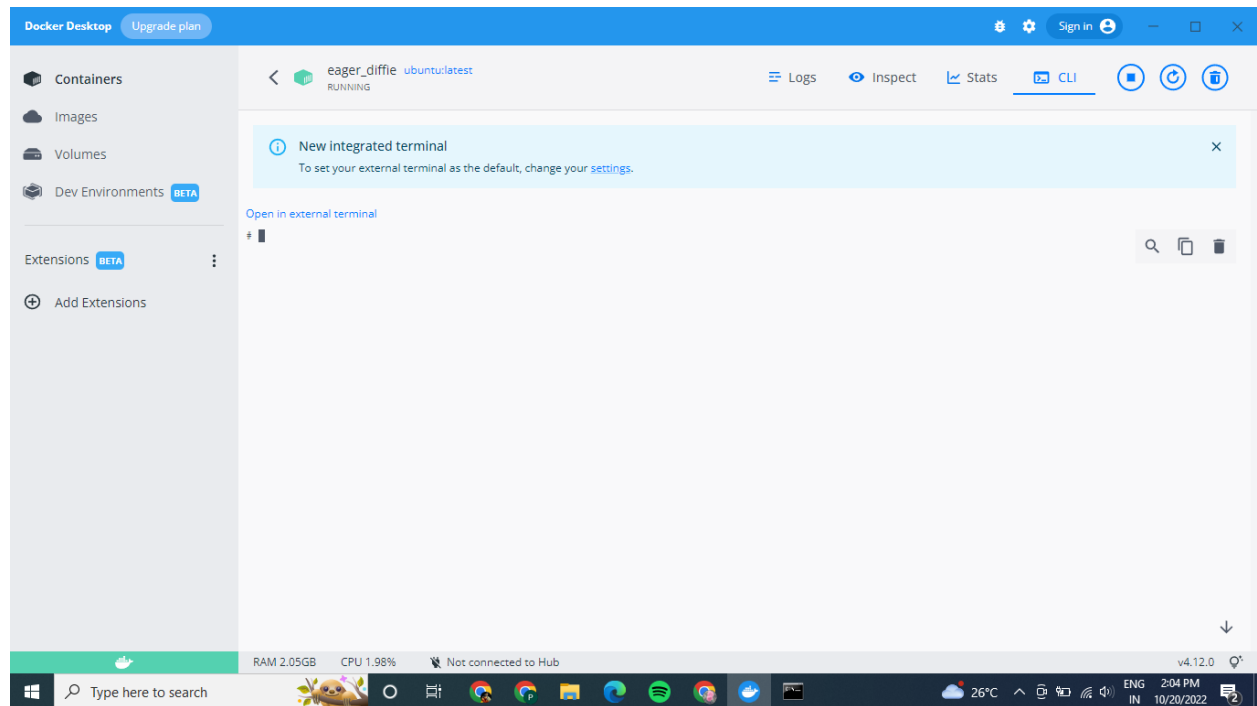 Docker Desktop Upgrade plan Sign in
Containers
Images
Volumes
Dev Environments BETA
Extensions BETA
Add Extensions
eager_diffie ubuntu:latest
RUNNING
Logs Inspect Stats CLI
New integrated terminal
To set your external terminal as the default, change your settings.
Open in external terminal
#
RAM 2.05GB CPU 1.98% Not connected to Hub v4.12.0
Type here to search
26°C
ENG
IN
2:04 PM
10/20/2022
2